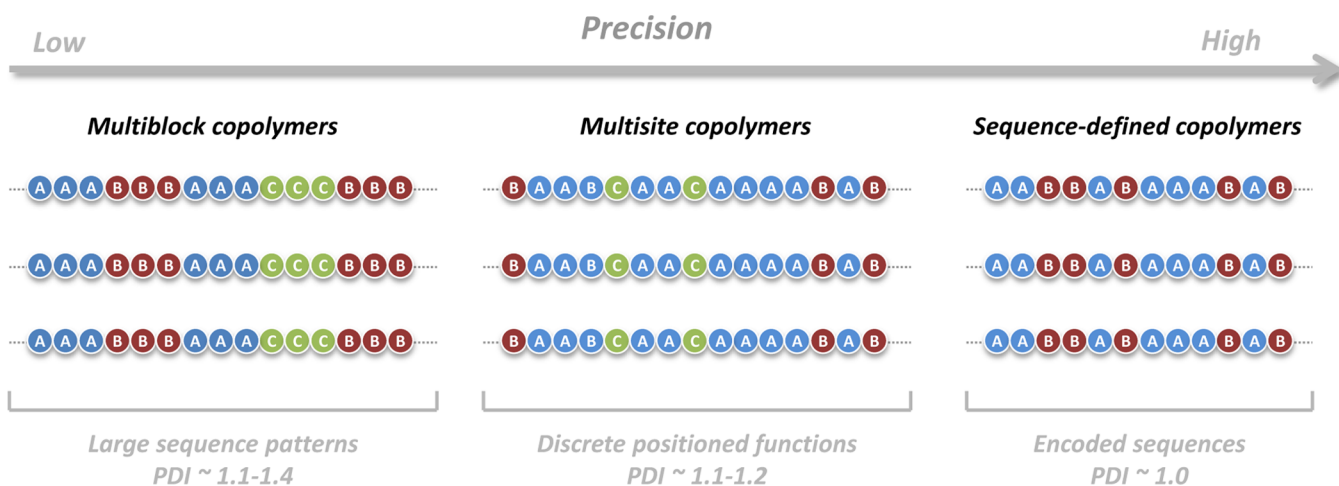 Precision
Low High
Multiblock copolymers Multisite copolymers Sequence-defined copolymers
A A A B B B A A A C C C B B B B A A B C A A C A A A A B A B A A B B A B A A A B A B
A A A B B B A A A C C C B B B B A A B C A A C A A A A B A B A A B B A B A A A B A B
A A A B B B A A A C C C B B B B A A B C A A C A A A A B A B A A B B A B A A A B A B
Large sequence patterns Discrete positioned functions Encoded sequences
PDI ~ 1.1-1.4 PDI ~ 1.1-1.2 PDI ~ 1.0